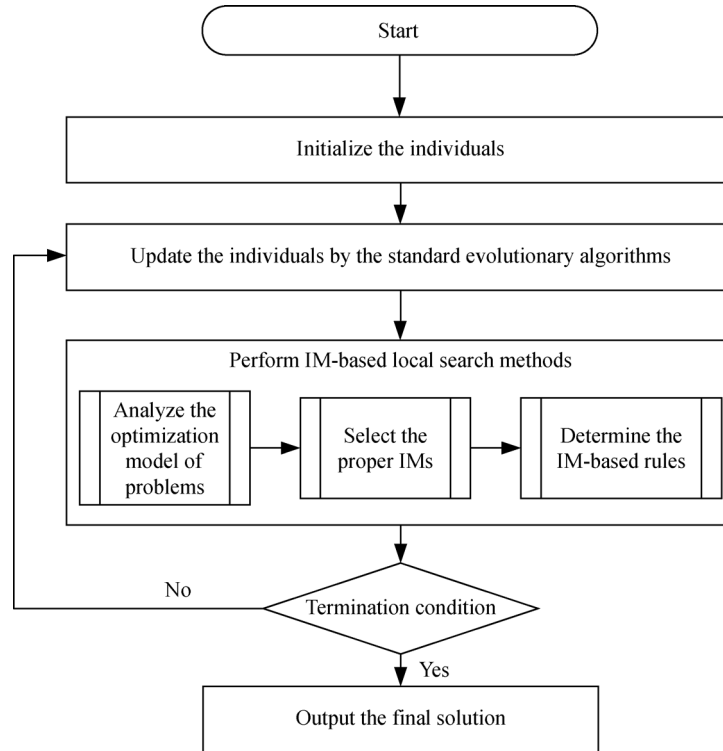 Start
Initialize the individuals
Update the individuals by the standard evolutionary algorithms
Perform IM-based local search methods
Analyze the
optimization
model of
problems
Select the
proper IMs
Determine the
IM-based rules
Termination condition
No
Yes
Output the final solution